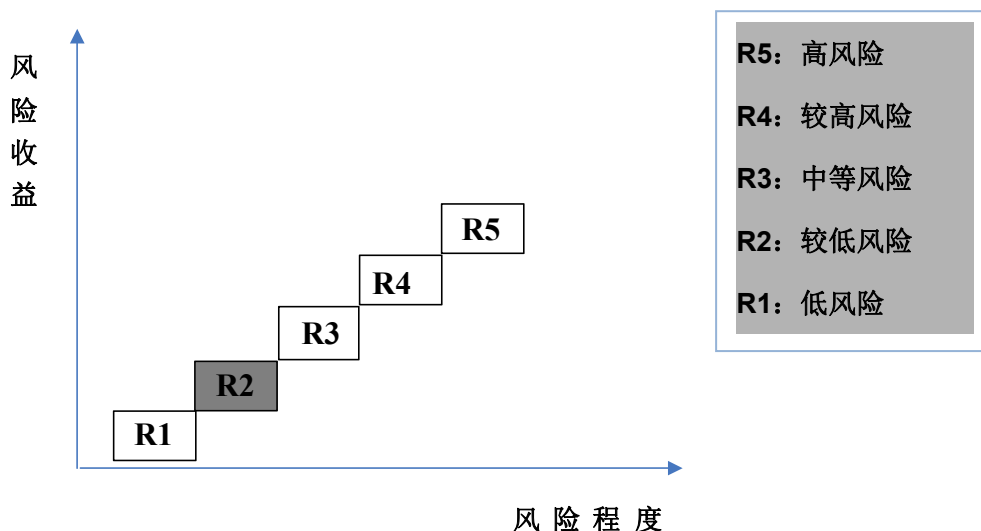 风
险
收
益
R5
R4
R3
R2
R1
风 险 程 度
R5：高风险
R4：较高风险
R3：中等风险
R2：较低风险
R1：低风险